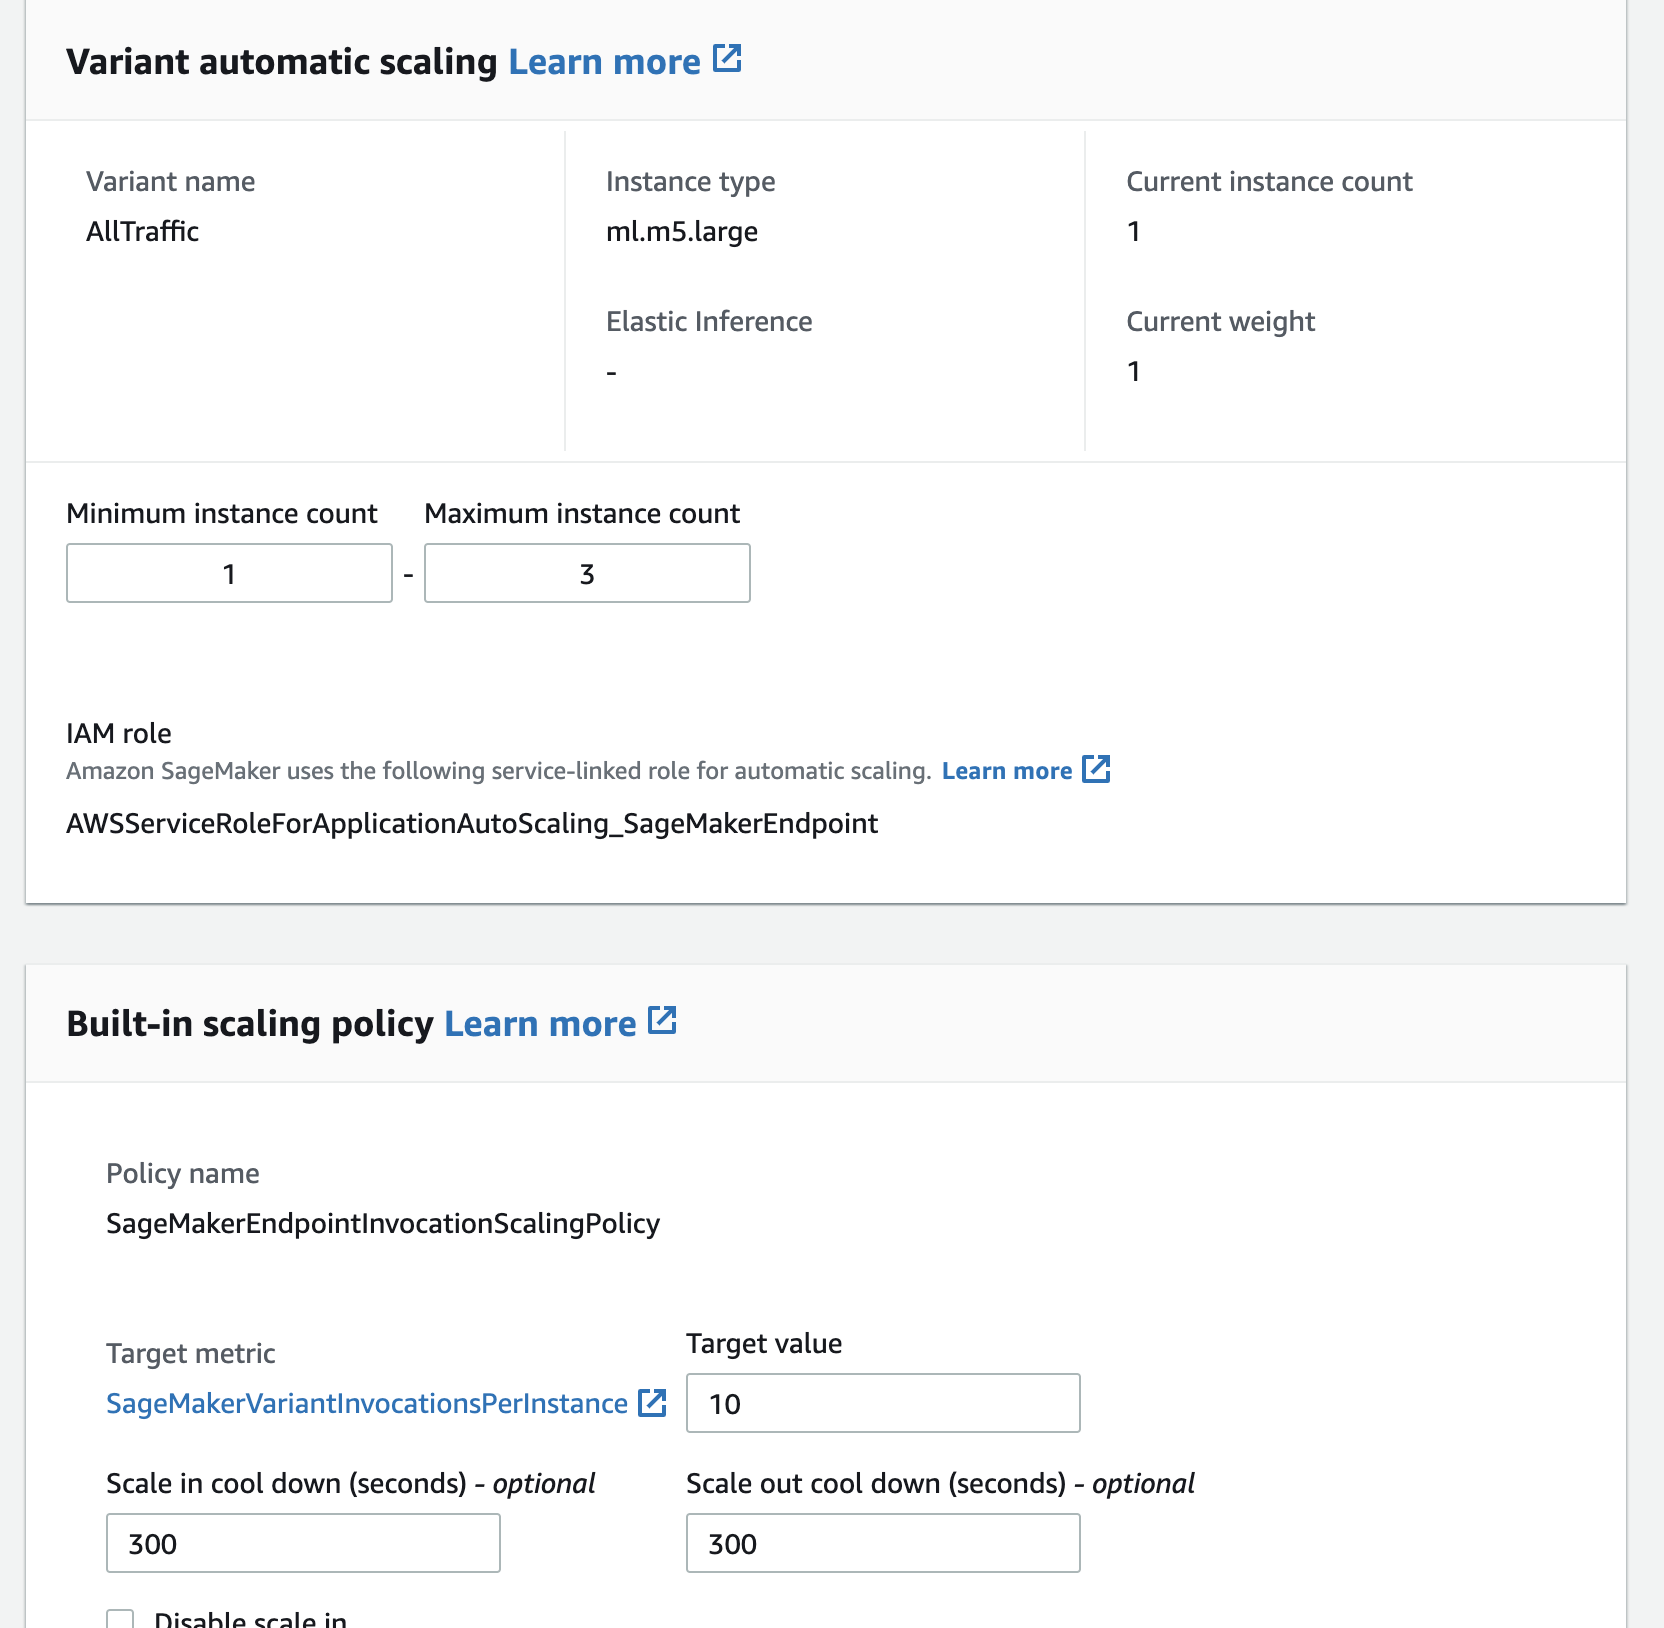 Variant automatic scaling Learn more
Variant name
AllTraffic
Instance type
ml.m5.large
Elastic Inference
-
Current instance count
1
Current weight
1
Minimum instance count
1
-
Maximum instance count
3
IAM role
Amazon SageMaker uses the following service-linked role for automatic scaling. Learn more
AWSServiceRoleForApplicationAutoScaling_SageMakerEndpoint
Built-in scaling policy Learn more
Policy name
SageMakerEndpointInvocationScalingPolicy
Target metric
SageMakerVariantInvocationsPerInstance
Target value
10
Scale in cool down (seconds) - optional
300
Scale out cool down (seconds) - optional
300
Disable scale in